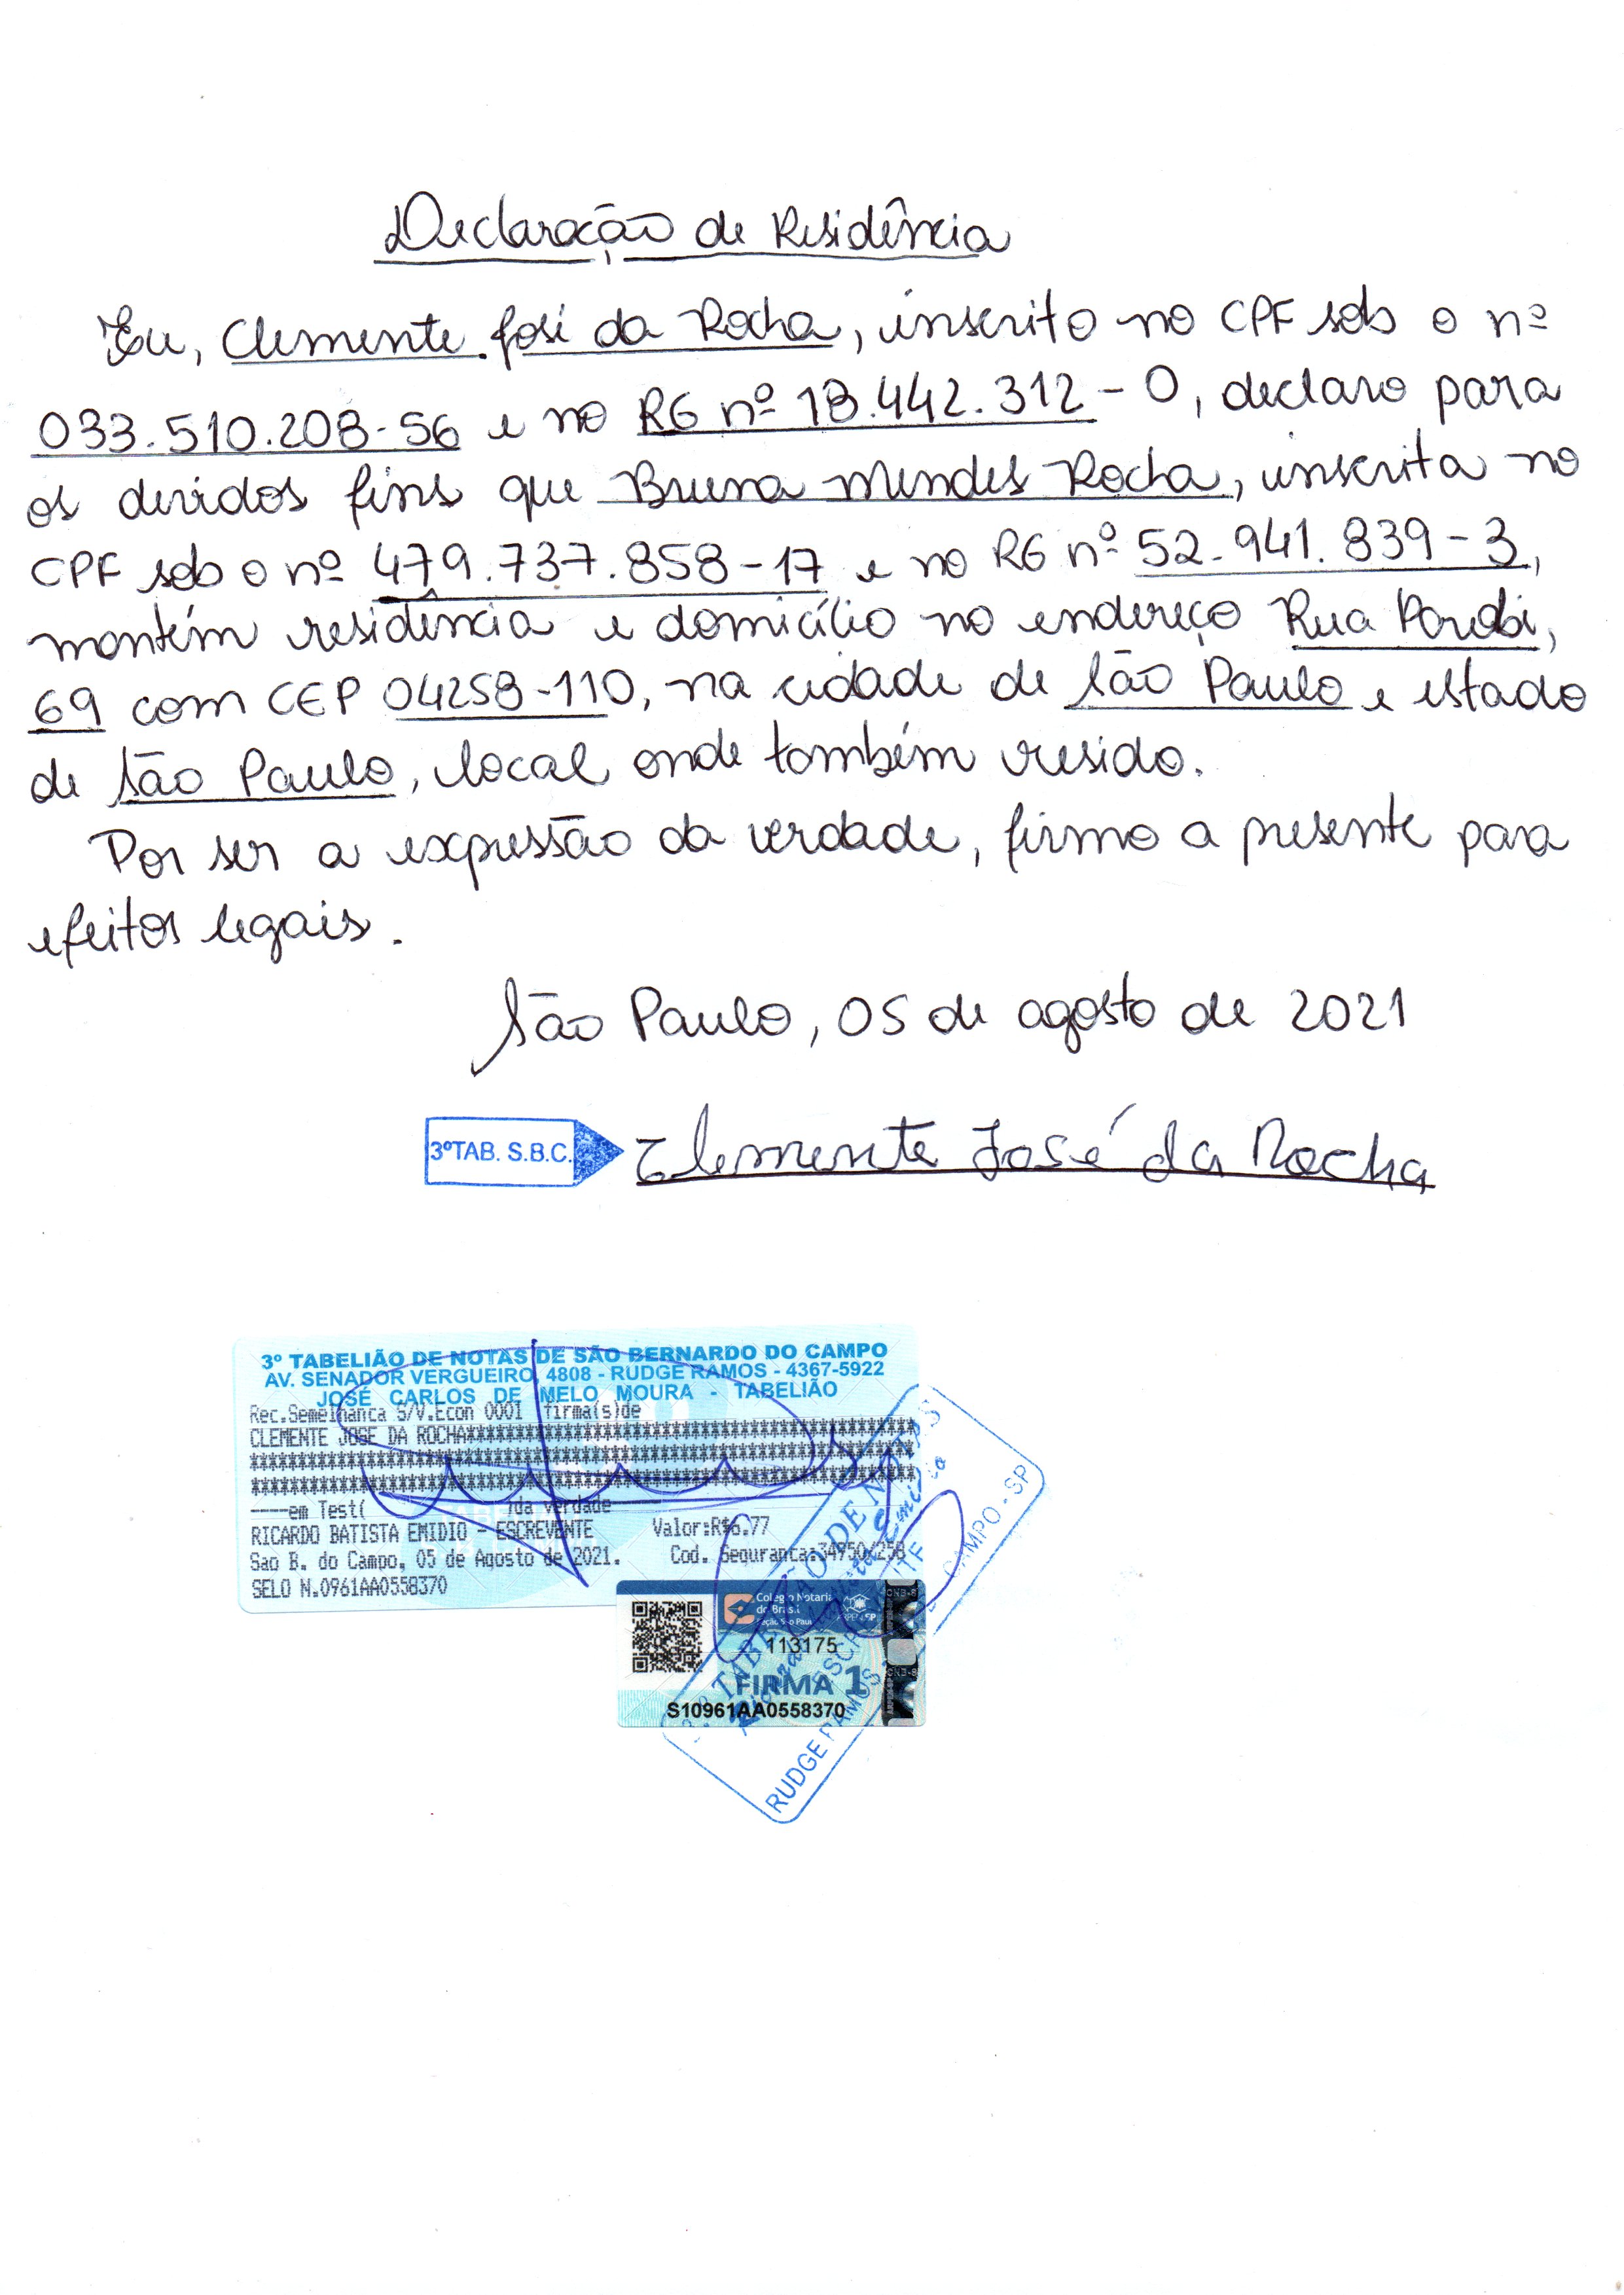 Declaração de Residência
Eu, Clemente José da Rocha, inscrito no CPF sob o nº
033.510.208-56 e no RG nº 18.442.312-0, declaro para
os devidos fins que Bruna Mendes Rocha, inscrita no
CPF sob o nº 479.737.858-17 e no RG nº 52.941.839-3,
mantém residência e domicílio no endereço Rua Parobi,
69 com CEP 04258-110, na cidade de São Paulo e estado
de São Paulo, local onde também resido.
Por ser a expressão da verdade, firmo a presente para
efeitos legais.
São Paulo, 05 de agosto de 2021
3ºTAB. S.B.C.
Clemente José da Rocha
3º TABELIÃO DE NOTAS DE SÃO BERNARDO DO CAMPO
AV. SENADOR VERGUEIRO, 4808 - RUDGE RAMOS - 4367-5922
JOSÉ CARLOS DE MELO MOURA - TABELIÃO
Rec.Semelhanca S/V.Econ 0001 firma(s)de
CLEMENTE JOSE DA ROCHA
----em Test( )da verdade
RICARDO BATISTA EMIDIO - ESCREVENTE Valor:R$6.77
Sao B. do Campo, 05 de Agosto de 2021. Cod. Seguranca:
SELO N.0961AA0558370
Colégio Notarial
do Brasil
Seção São Paulo
113175
FIRMA 1
S10961AA0558370
TABELIÃO DE NOTAS
RUDGE RAMOS
CAMPO - SP